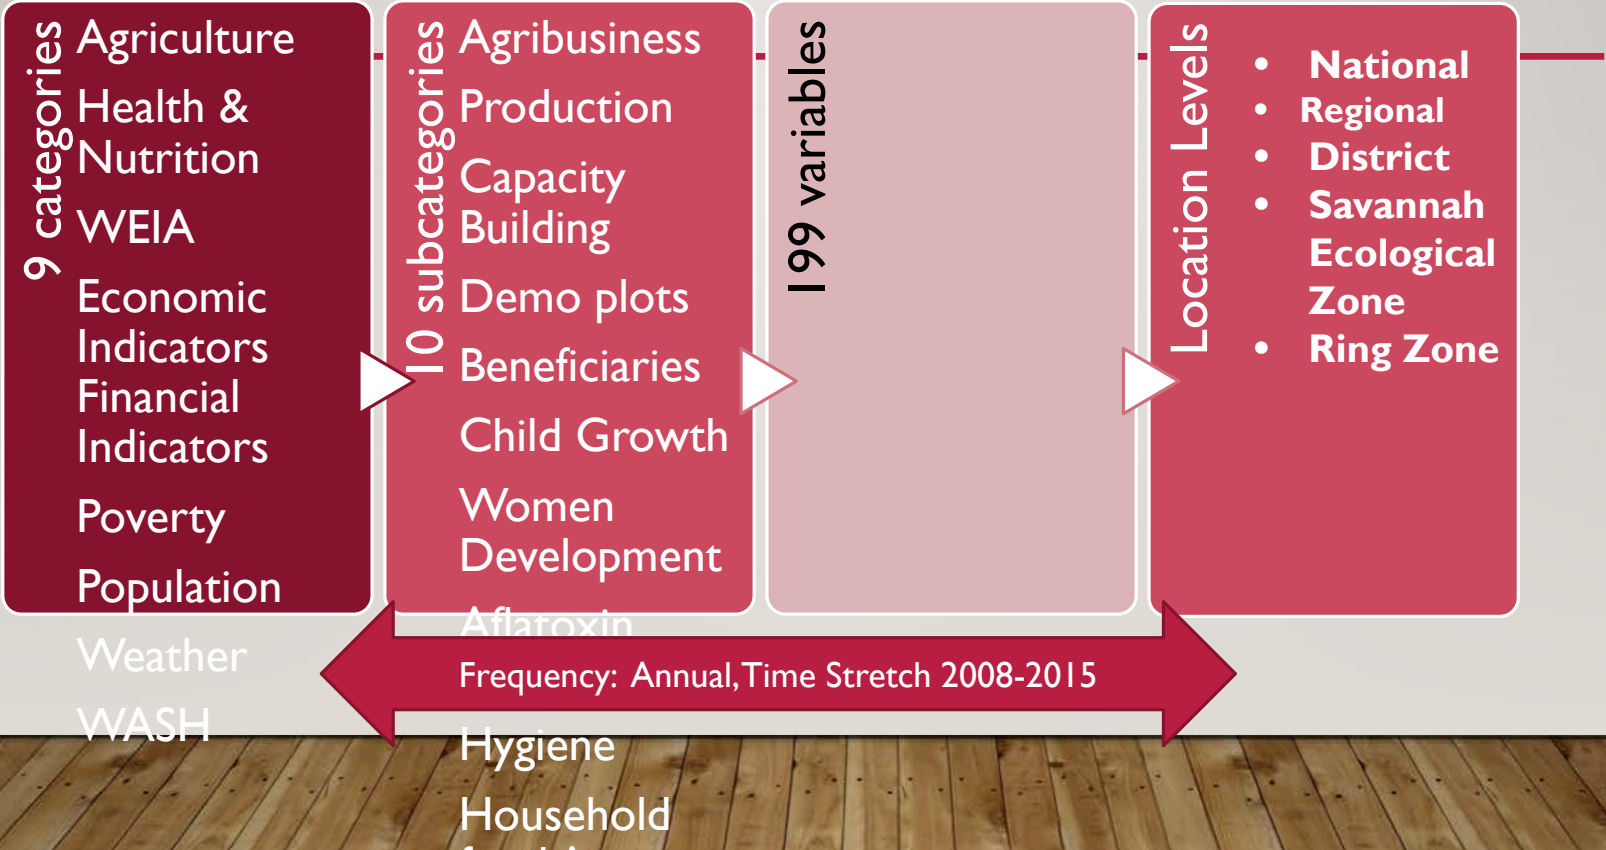 9 categories
Agriculture
Health &
Nutrition
WEIA
Economic
Indicators
Financial
Indicators
Poverty
Population
Weather
WASH
10 subcategories
Agribusiness
Production
Capacity
Building
Demo plots
Beneficiaries
Child Growth
Women
Development
Aflatoxin
Hygiene
Household
199 variables
Location Levels
• National
• Regional
• District
• Savannah
Ecological
Zone
• Ring Zone
Frequency: Annual, Time Stretch 2008-2015